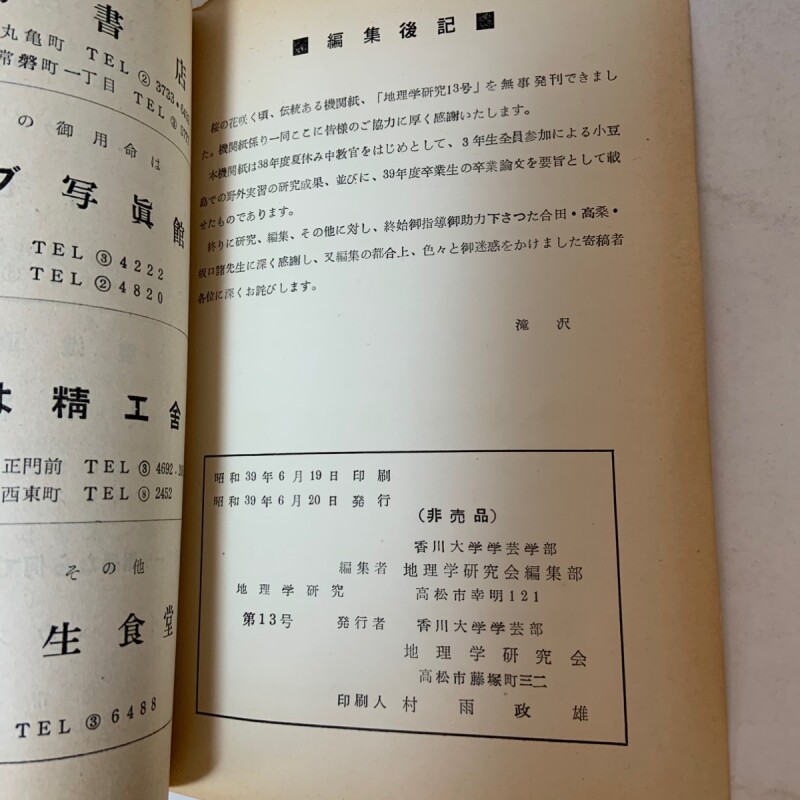 書店
丸亀町 TEL ② 3733
常磐町一丁目 TEL
の御用命は
グ写眞館
TEL ③ 4222
TEL ② 4820
精工舎
正門前 TEL ③ 4692
西東町 TEL ⑧ 2452
その他
生食堂
TEL ③ 6488
■ 編集後記 ■
桜の花咲く頃、伝統ある機関紙、「地理学研究13号」を無事発刊できまし
た。機関紙係り一同ここに皆様のご協力に厚く感謝いたします。
本機関紙は38年度夏休み中教官をはじめとして、3年生全員参加による小豆
島での野外実習の研究成果、並びに、39年度卒業生の卒業論文を要旨として載
せたものであります。
終りに研究、編集、その他に対し、終始御指導御助力下さつた合田・高桑・
坂口諸先生に深く感謝し、又編集の都合上、色々と御迷惑をかけました寄稿者
各位に深くお詑びします。
滝沢
昭和39年6月19日 印刷
昭和39年6月20日 発行
(非売品)
香川大学学芸学部
編集者 地理学研究会編集部
地理学研究
高松市幸町121
第13号 発行者 香川大学学芸部
地理学研究会
高松市藤塚町三二
印刷人 村雨政雄